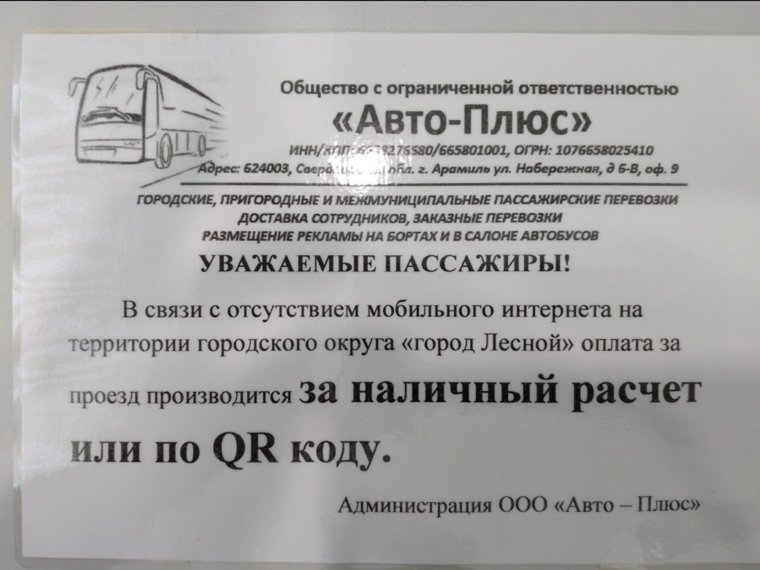 Общество с ограниченной ответственностью
«Авто-Плюс»
ИНН/КПП: /665801001, ОГРН: 1076658025410
Адрес: 624003, обл. г. Арамиль ул. Набережная, д 6-В, оф. 9
ГОРОДСКИЕ, ПРИГОРОДНЫЕ И МЕЖМУНИЦИПАЛЬНЫЕ ПАССАЖИРСКИЕ ПЕРЕВОЗКИ
ДОСТАВКА СОТРУДНИКОВ, ЗАКАЗНЫЕ ПЕРЕВОЗКИ
РАЗМЕЩЕНИЕ РЕКЛАМЫ НА БОРТАХ И В САЛОНЕ АВТОБУСОВ
УВАЖАЕМЫЕ ПАССАЖИРЫ!
В связи с отсутствием мобильного интернета на
территории городского округа «город Лесной» оплата за
проезд производится за наличный расчет
или по QR коду.
Администрация ООО «Авто – Плюс»